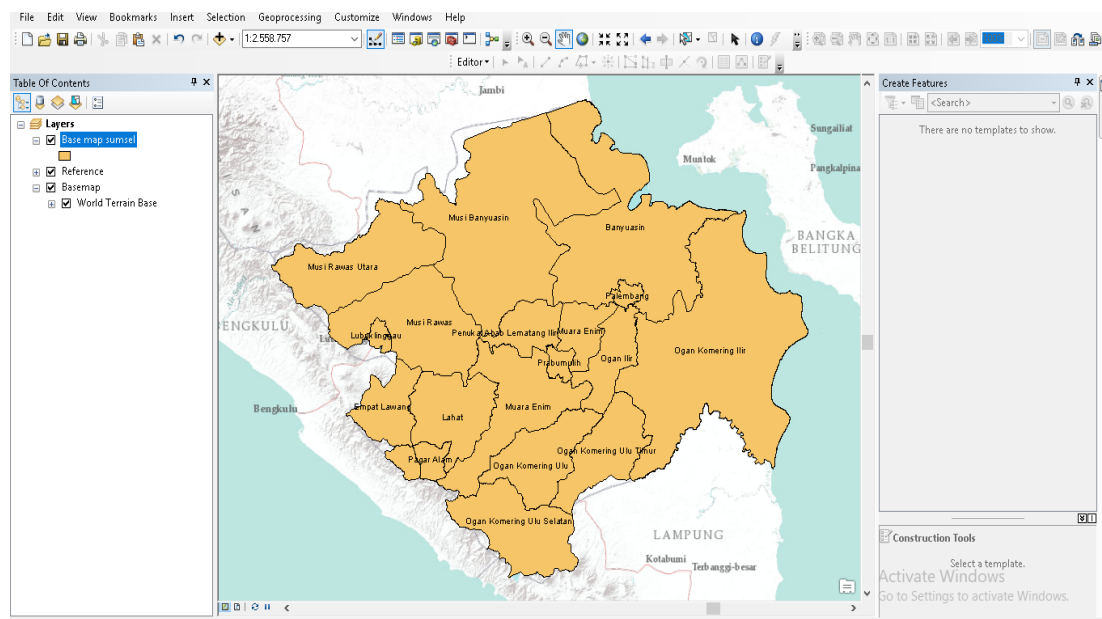 File Edit View Bookmarks Insert Selection Geoprocessing Customize Windows Help
1:2.558.757
Editor
Table Of Contents
Layers
Base map sumsel
Reference
Basemap
World Terrain Base
Jambi
Sungailiat
Muntok
Pangkalpina
Musi Banyuasin
Banyuasin
BANGKA
BELITUNG
Musi Rawas Utara
Palembang
ENGKULU
Musi Rawas
Lubuklinggau
Penukal Abab Lematang Ilir
Muara Enim
Ogan Komering Ilir
Prabumulih
Ogan Ilir
Bengkulu
Empat Lawang
Muara Enim
Lahat
Ogan Komering Ulu Timur
Pagar Alam
Ogan Komering Ulu
Ogan Komering Ulu Selatan
LAMPUNG
Kotabumi
Terbanggi-besar
Create Features
<Search>
There are no templates to show.
Construction Tools
Select a template.
Activate Windows
Go to Settings to activate Windows.